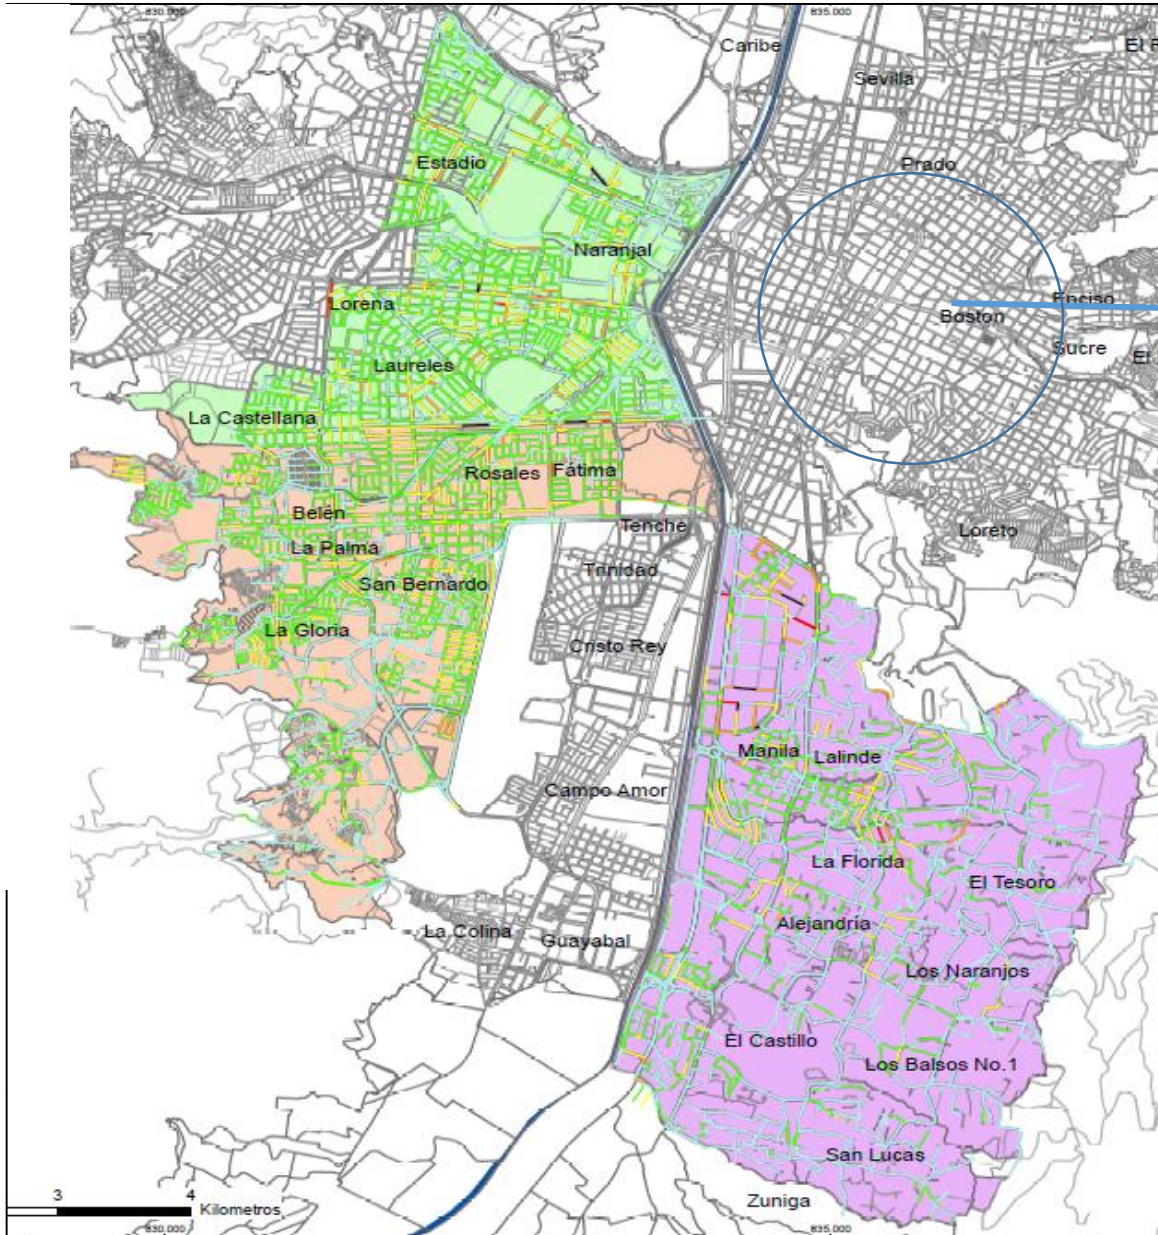 830.000
835.000
Caribe
El
Sevilla
Estadio
Prado
Naranjal
Lorena
Enciso
Boston
Laureles
Sucre
El
La Castellana
Rosales
Fátima
Belén
Tenche
Loreto
La Palma
Trinidad
San Bernardo
La Gloria
Cristo Rey
Manila
Lalinde
Campo Amor
La Florida
El Tesoro
Alejandría
La Colina
Guayabal
Los Naranjos
El Castillo
Los Balsos No.1
San Lucas
3
4
Kilometros
Zuniga
830.000
835.000